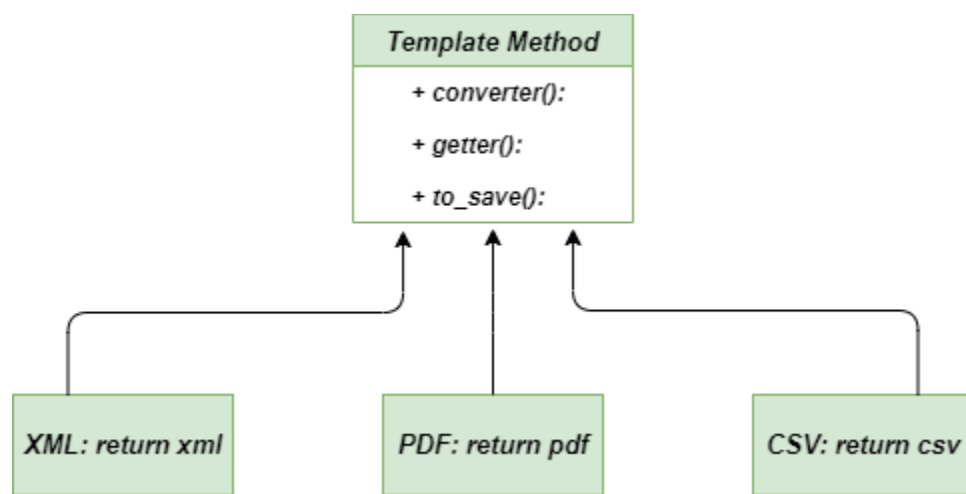 Template Method
+ converter():
+ getter():
+ to_save():
XML: return xml
PDF: return pdf
CSV: return csv